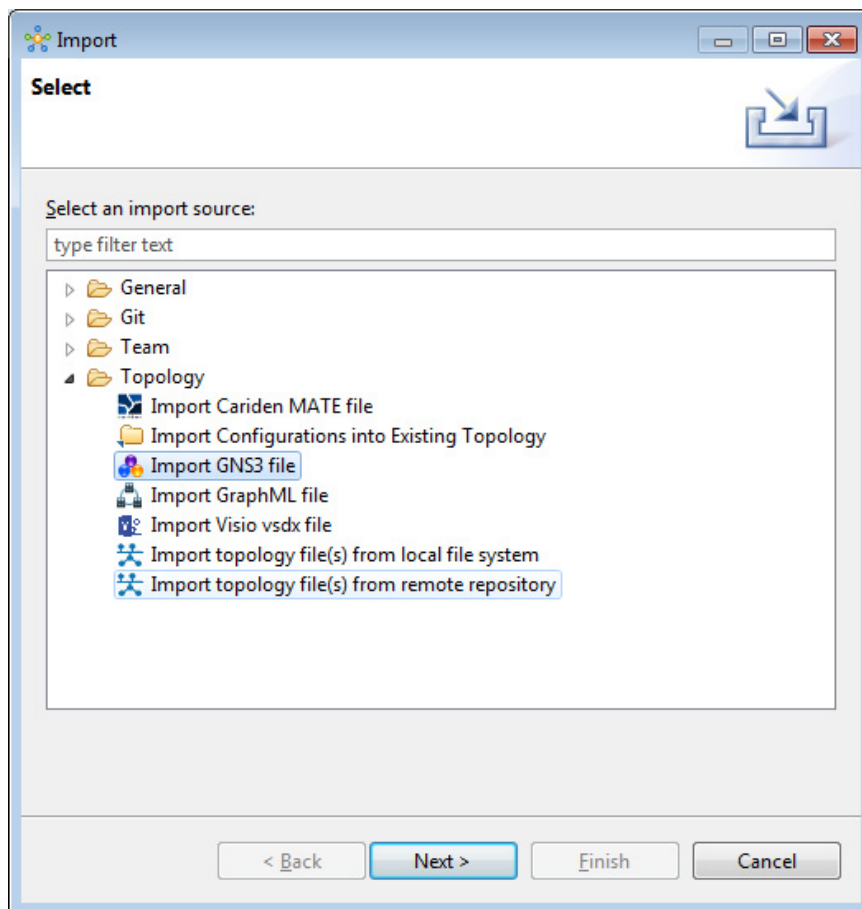 Import
Select
Select an import source:
type filter text
General
Git
Team
Topology
Import Cariden MATE file
Import Configurations into Existing Topology
Import GNS3 file
Import GraphML file
Import Visio vsdx file
Import topology file(s) from local file system
Import topology file(s) from remote repository
< Back Next > Finish Cancel